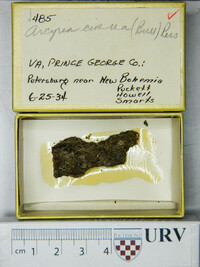 485
Arcyria cinerea (Bull) Pers
VA, PRINCE GEORGE Co.:
Petersburg near New Bohemia
6-25-34 Puckett
Howell,
Smarts
URV
cm 1 2 3 4